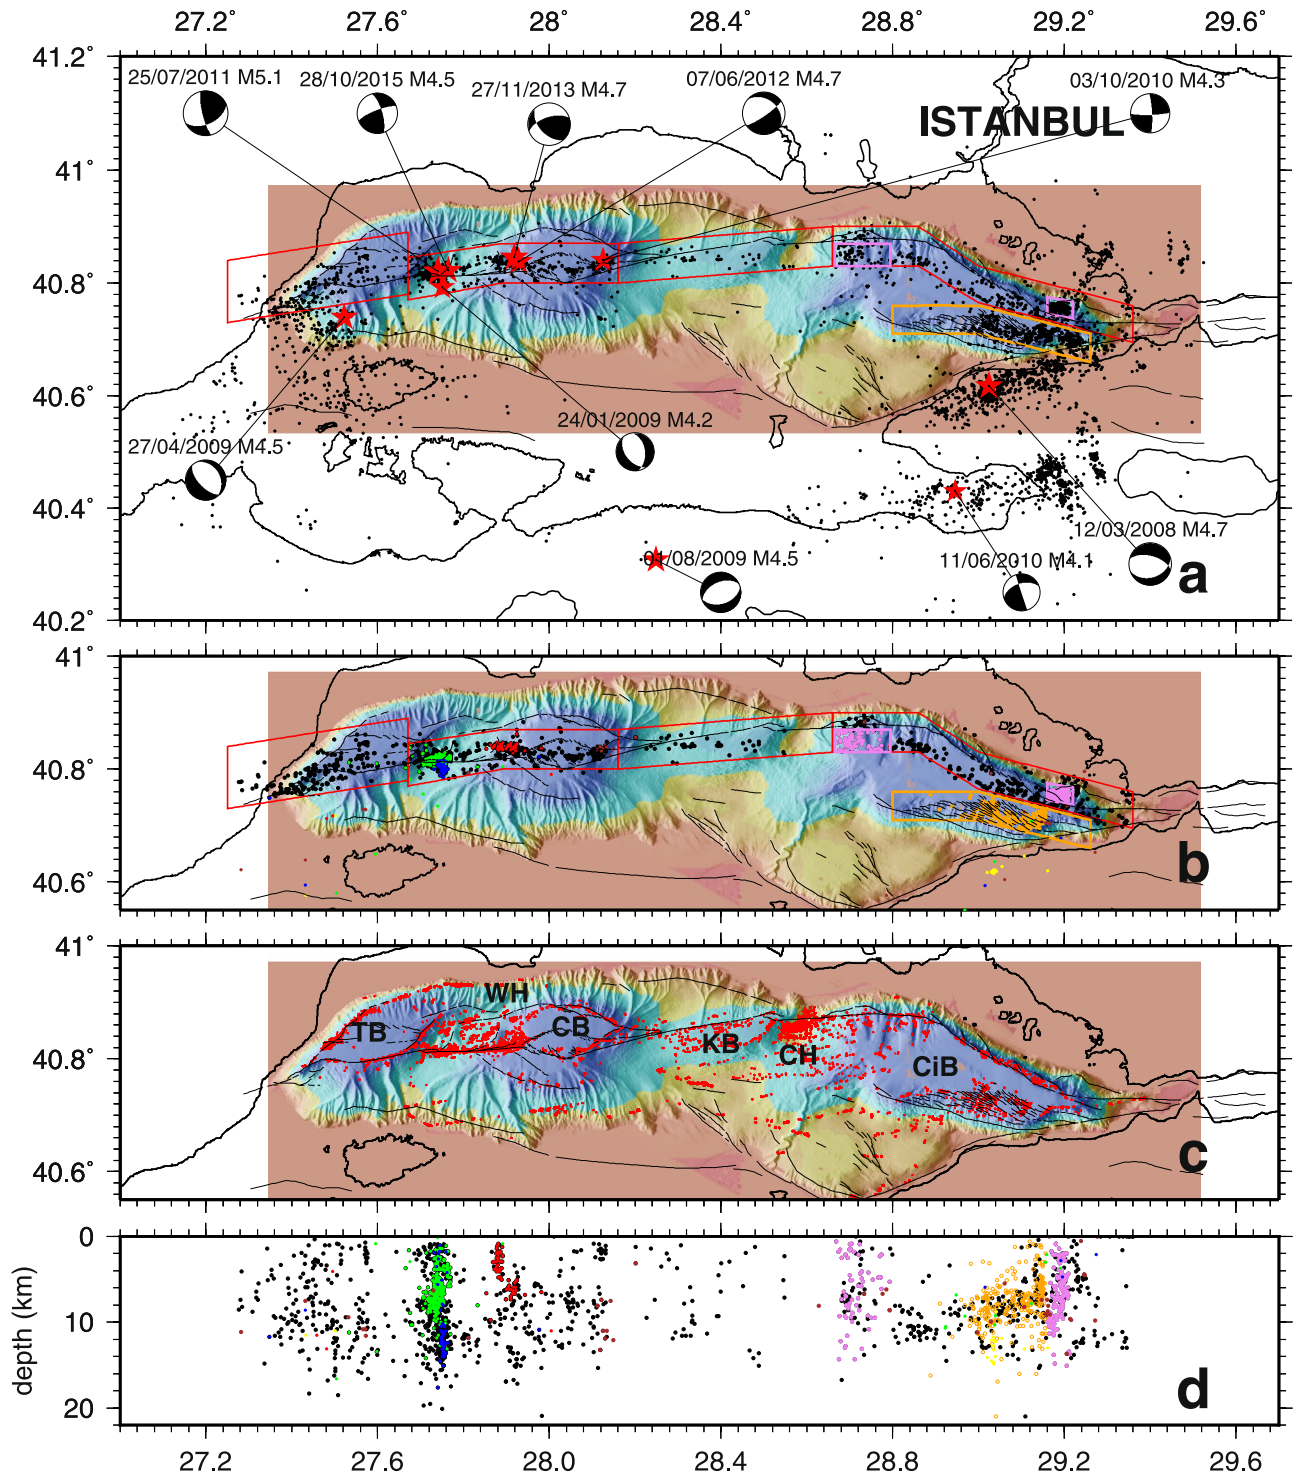 27.2° 27.6° 28° 28.4° 28.8° 29.2° 29.6°
41.2°
25/07/2011 M5.1
28/10/2015 M4.5
27/11/2013 M4.7
07/06/2012 M4.7
03/10/2010 M4.3
ISTANBUL
41°
40.8°
40.6°
27/04/2009 M4.5
24/01/2009 M4.2
40.4°
12/03/2008 M4.7
01/08/2009 M4.5
11/06/2010 M4.1
a
40.2°
41°
40.8°
b
40.6°
41°
WH
TB
CB
KB
CH
CiB
40.8°
c
40.6°
0
10
20
depth (km)
d
27.2 27.6 28.0 28.4 28.8 29.2 29.6